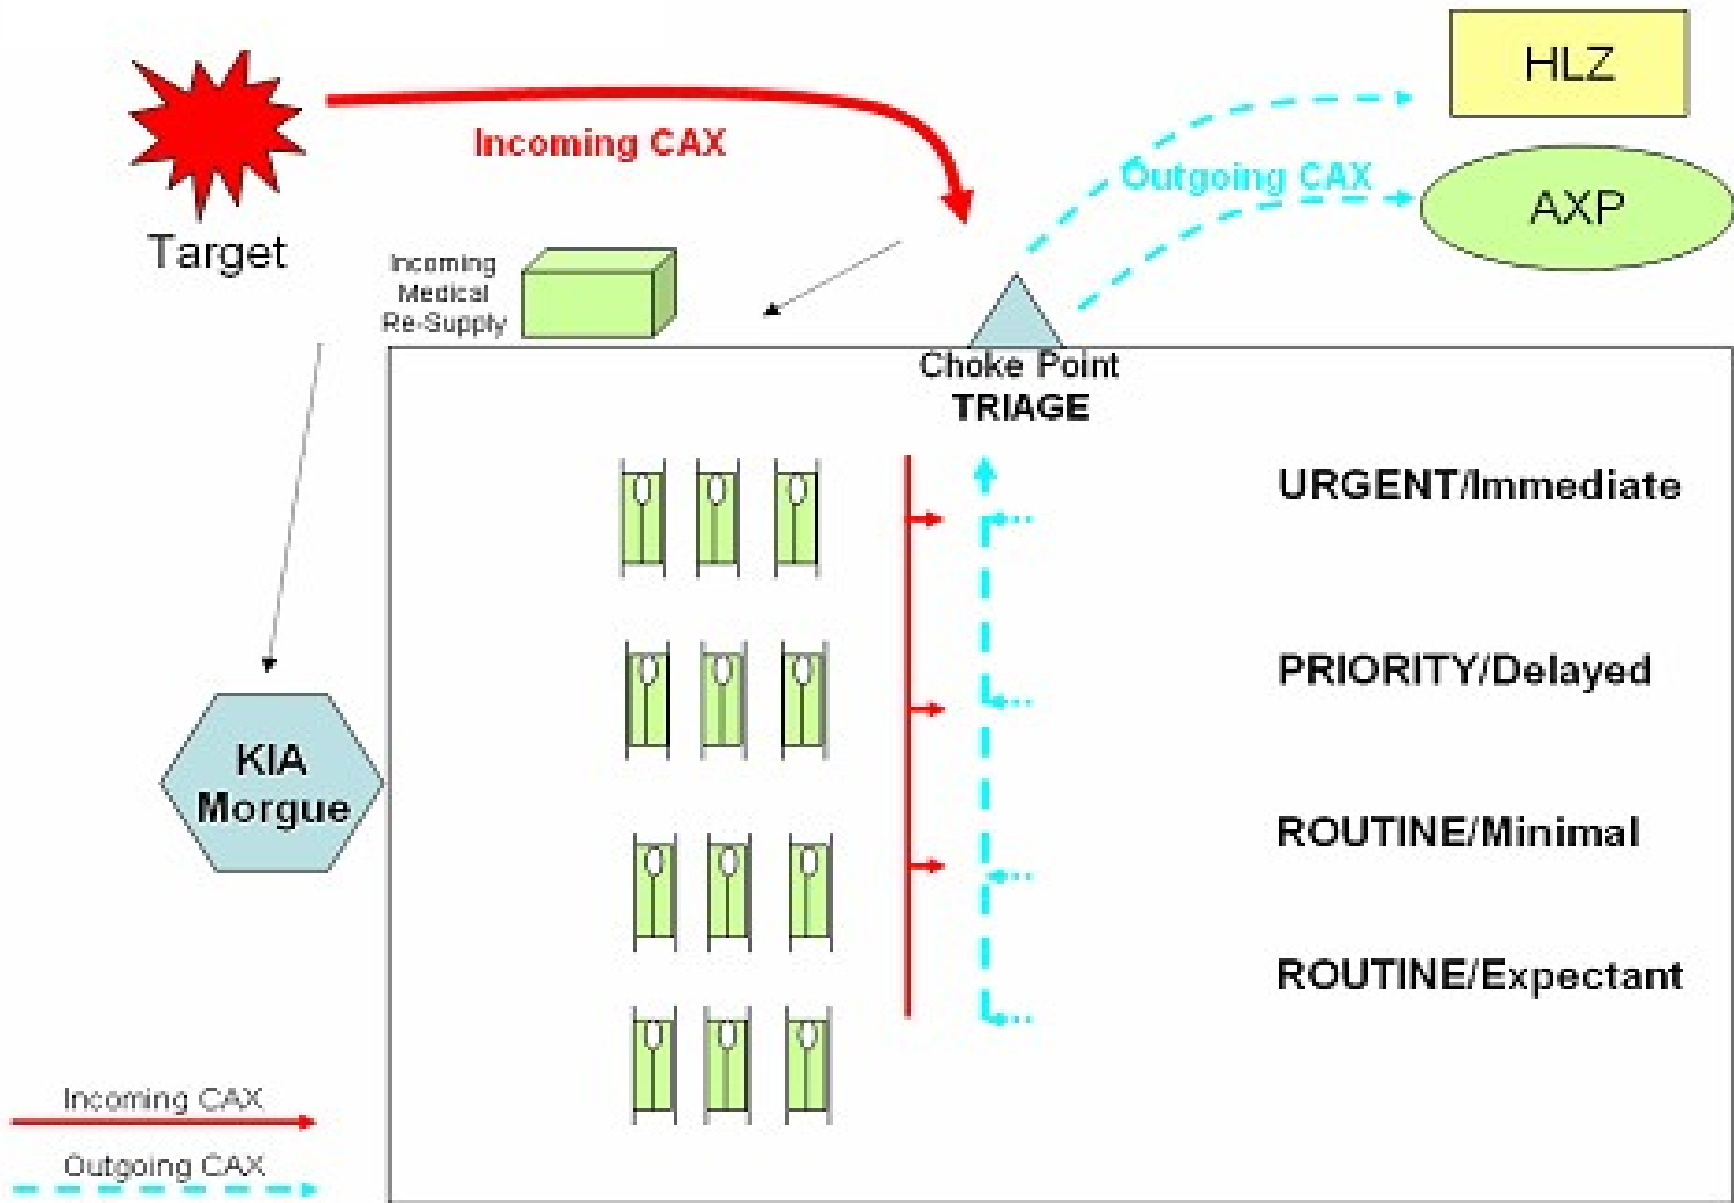 HLZ
Incoming CAX
Outgoing CAX
AXP
Target
Incoming
Medical
Re-Supply
Choke Point
TRIAGE
URGENT/Immediate
PRIORITY/Delayed
KIA
Morgue
ROUTINE/Minimal
ROUTINE/Expectant
Incoming CAX
Outgoing CAX